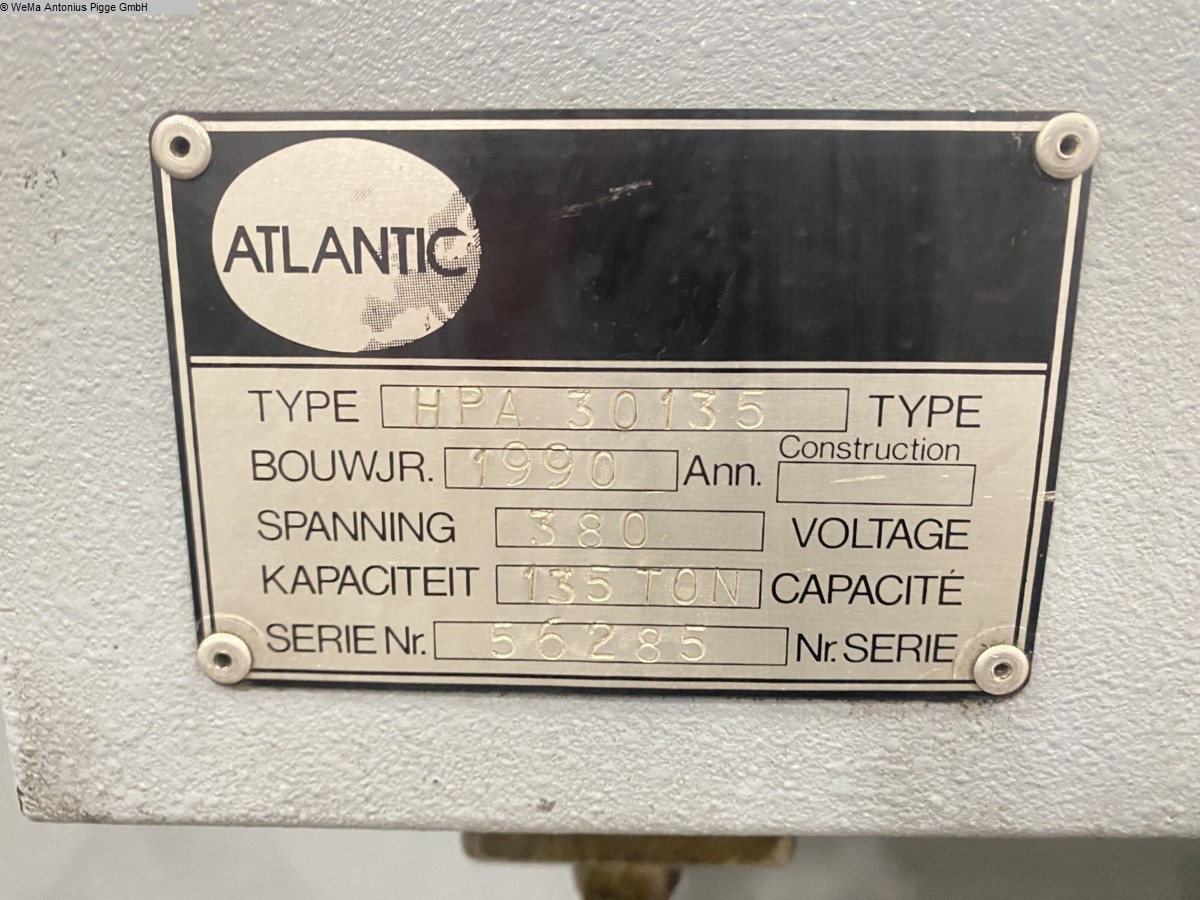 © WeMa Antonius Pigge GmbH
ATLANTIC
TYPE HPA 30135 TYPE
BOUWJR. 1990 Ann. Construction
SPANNING 380 VOLTAGE
KAPACITEIT 135 TON CAPACITÉ
SERIE Nr. 56285 Nr. SERIE